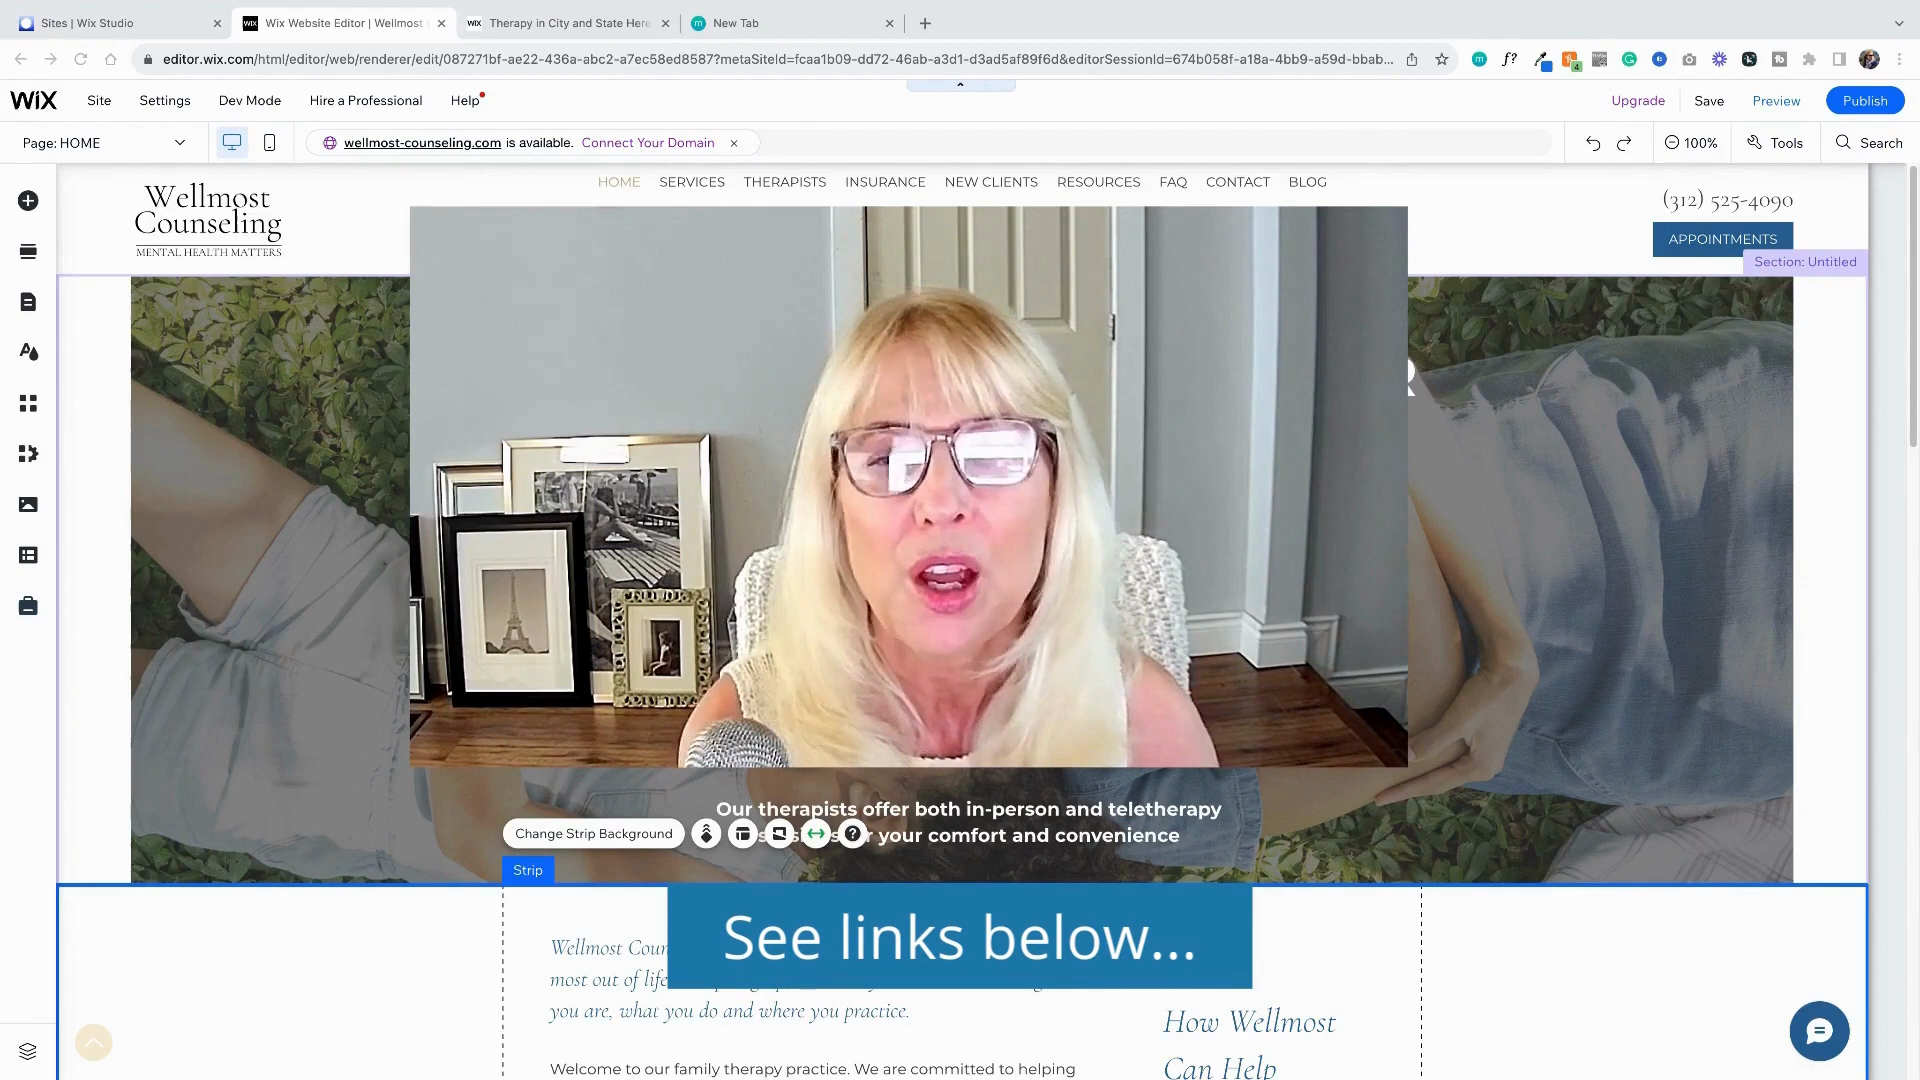 Sites | Wix Studio
Wix Website Editor | Wellmost
Therapy in City and State Here
New Tab
editor.wix.com/html/editor/web/renderer/edit/087271bf-ae22-436a-abc2-a7ec58ed8587?metaSiteId=fcaa1b09-dd72-46ab-a3d1-d3ad5af89f6d&editorSessionId=674b058f-a18a-4bb9-a59d-bbab...
WiX Site Settings Dev Mode Hire a Professional Help
Upgrade Save Preview Publish
Page: HOME
wellmost-counseling.com is available. Connect Your Domain
100% Tools Search
Wellmost
Counseling
MENTAL HEALTH MATTERS
HOME SERVICES THERAPISTS INSURANCE NEW CLIENTS RESOURCES FAQ CONTACT BLOG
(312) 525-4090
APPOINTMENTS
Section: Untitled
R
Our therapists offer both in-person and teletherapy
your comfort and convenience
Change Strip Background
Strip
See links below...
Wellmost
most out of life
you are, what you do and where you practice.
How Wellmost
Can Help
Welcome to our family therapy practice. We are committed to helping